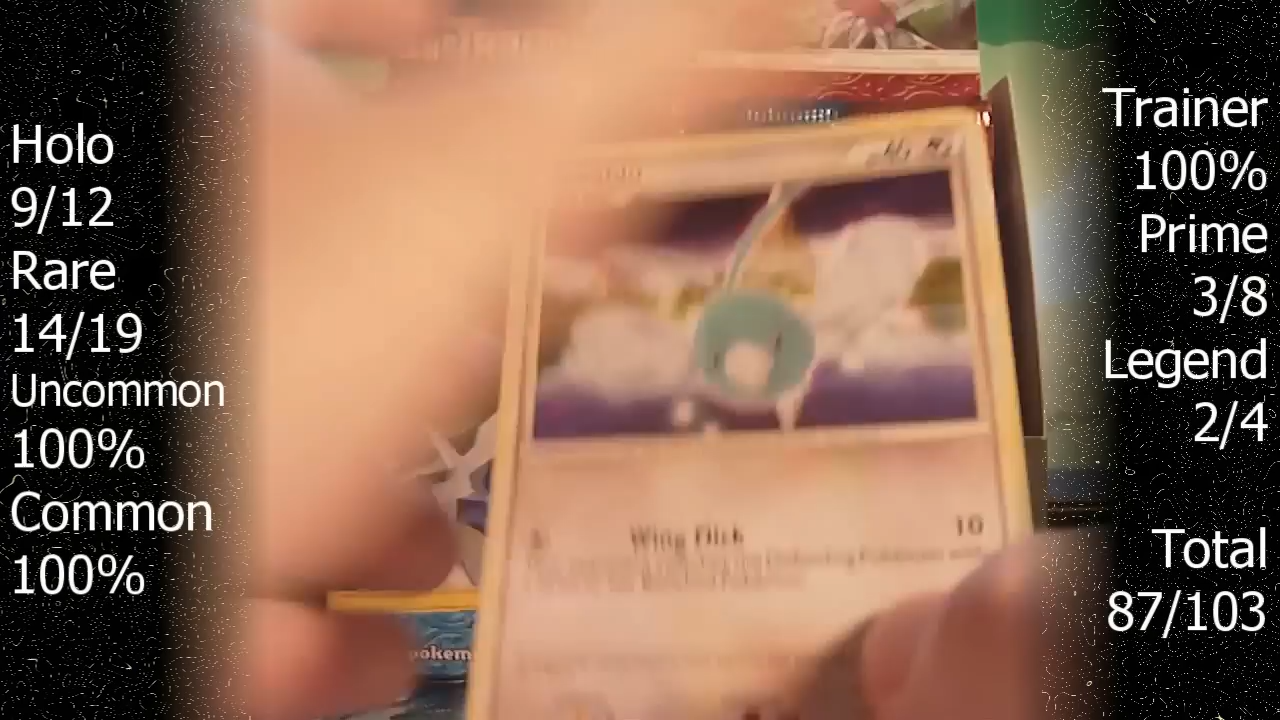 Holo
9/12
Rare
14/19
Uncommon
100%
Common
100%
Wing Flick 10
pokém
Trainer
100%
Prime
3/8
Legend
2/4
Total
87/103